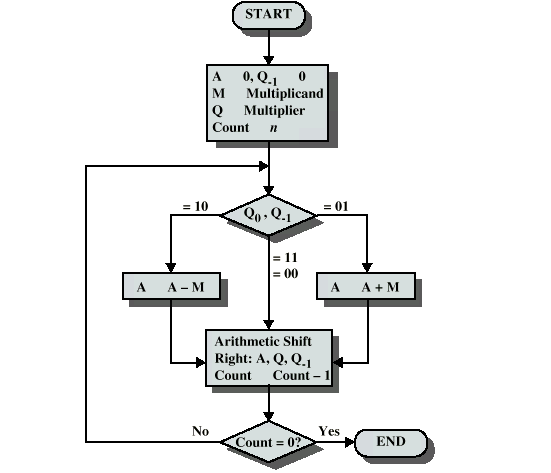 START
A 0, Q-1 0
M Multiplicand
Q Multiplier
Count n
= 10
Q0, Q-1
= 01
= 11
= 00
A A – M
A A + M
Arithmetic Shift
Right: A, Q, Q-1
Count Count – 1
No
Count = 0?
Yes
END